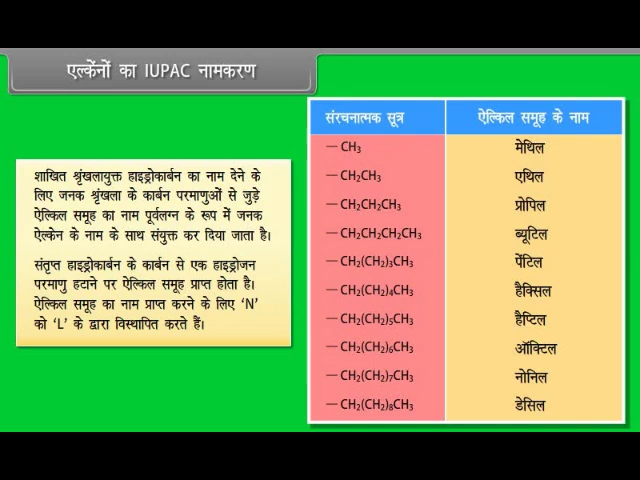 एल्केंनों का IUPAC नामकरण
शाखित श्रृंखलायुक्त हाइड्रोकार्बन का नाम देने के
लिए जनक श्रृंखला के कार्बन परमाणुओं से जुड़े
ऐल्किल समूह का नाम पूर्वलग्न के रूप में जनक
ऐल्केन के नाम के साथ संयुक्त कर दिया जाता है।
संतृप्त हाइड्रोकार्बन के कार्बन से एक हाइड्रोजन
परमाणु हटाने पर ऐल्किल समूह प्राप्त होता है।
ऐल्किल समूह का नाम प्राप्त करने के लिए ‘N’
को ‘L’ के द्वारा विस्थापित करते हैं।
संरचनात्मक सूत्र ऐल्किल समूह के नाम
— CH₃ मेथिल
— CH₂CH₃ एथिल
— CH₂CH₂CH₃ प्रोपिल
— CH₂CH₂CH₂CH₃ ब्यूटिल
— CH₂(CH₂)₃CH₃ पेंटिल
— CH₂(CH₂)₄CH₃ हैक्सिल
— CH₂(CH₂)₅CH₃ हैप्टिल
— CH₂(CH₂)₆CH₃ ऑक्टिल
— CH₂(CH₂)₇CH₃ नोनिल
— CH₂(CH₂)₈CH₃ डेसिल